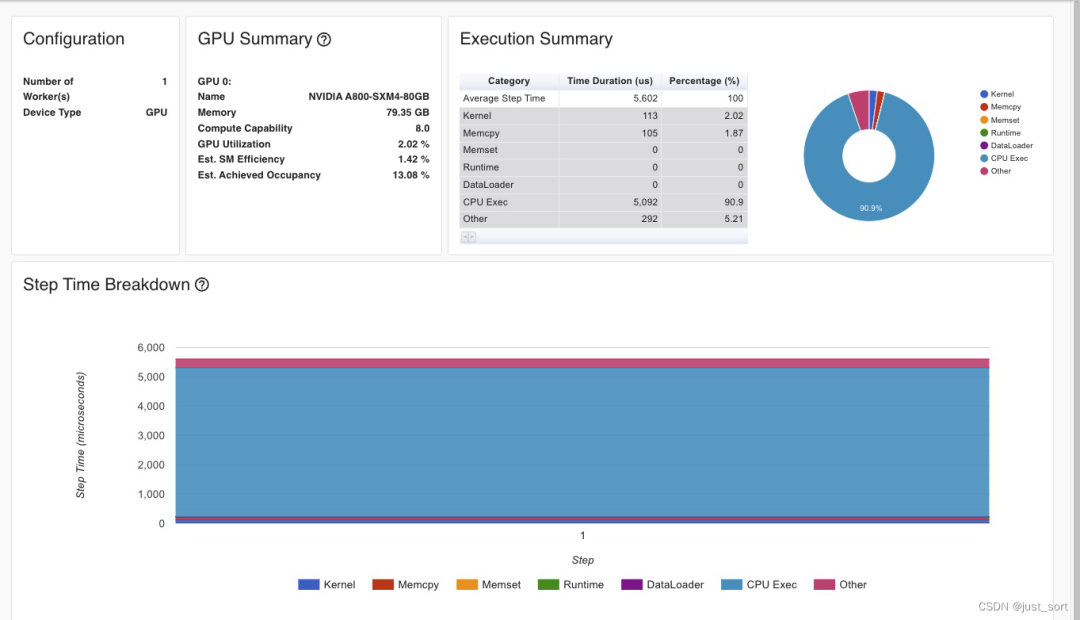 Configuration
Number of Worker(s) 1
Device Type GPU
GPU Summary ?
GPU 0:
Name NVIDIA A800-SXM4-80GB
Memory 79.35 GB
Compute Capability 8.0
GPU Utilization 2.02 %
Est. SM Efficiency 1.42 %
Est. Achieved Occupancy 13.08 %
Execution Summary
Category Time Duration (us) Percentage (%)
Average Step Time 5,602 100
Kernel 113 2.02
Memcpy 105 1.87
Memset 0 0
Runtime 0 0
DataLoader 0 0
CPU Exec 5,092 90.9
Other 292 5.21
90.9%
Kernel
Memcpy
Memset
Runtime
DataLoader
CPU Exec
Other
Step Time Breakdown ?
Step Time (microseconds)
6,000
5,000
4,000
3,000
2,000
1,000
0
1
Step
Kernel Memcpy Memset Runtime DataLoader CPU Exec Other
CSDN @just_sort